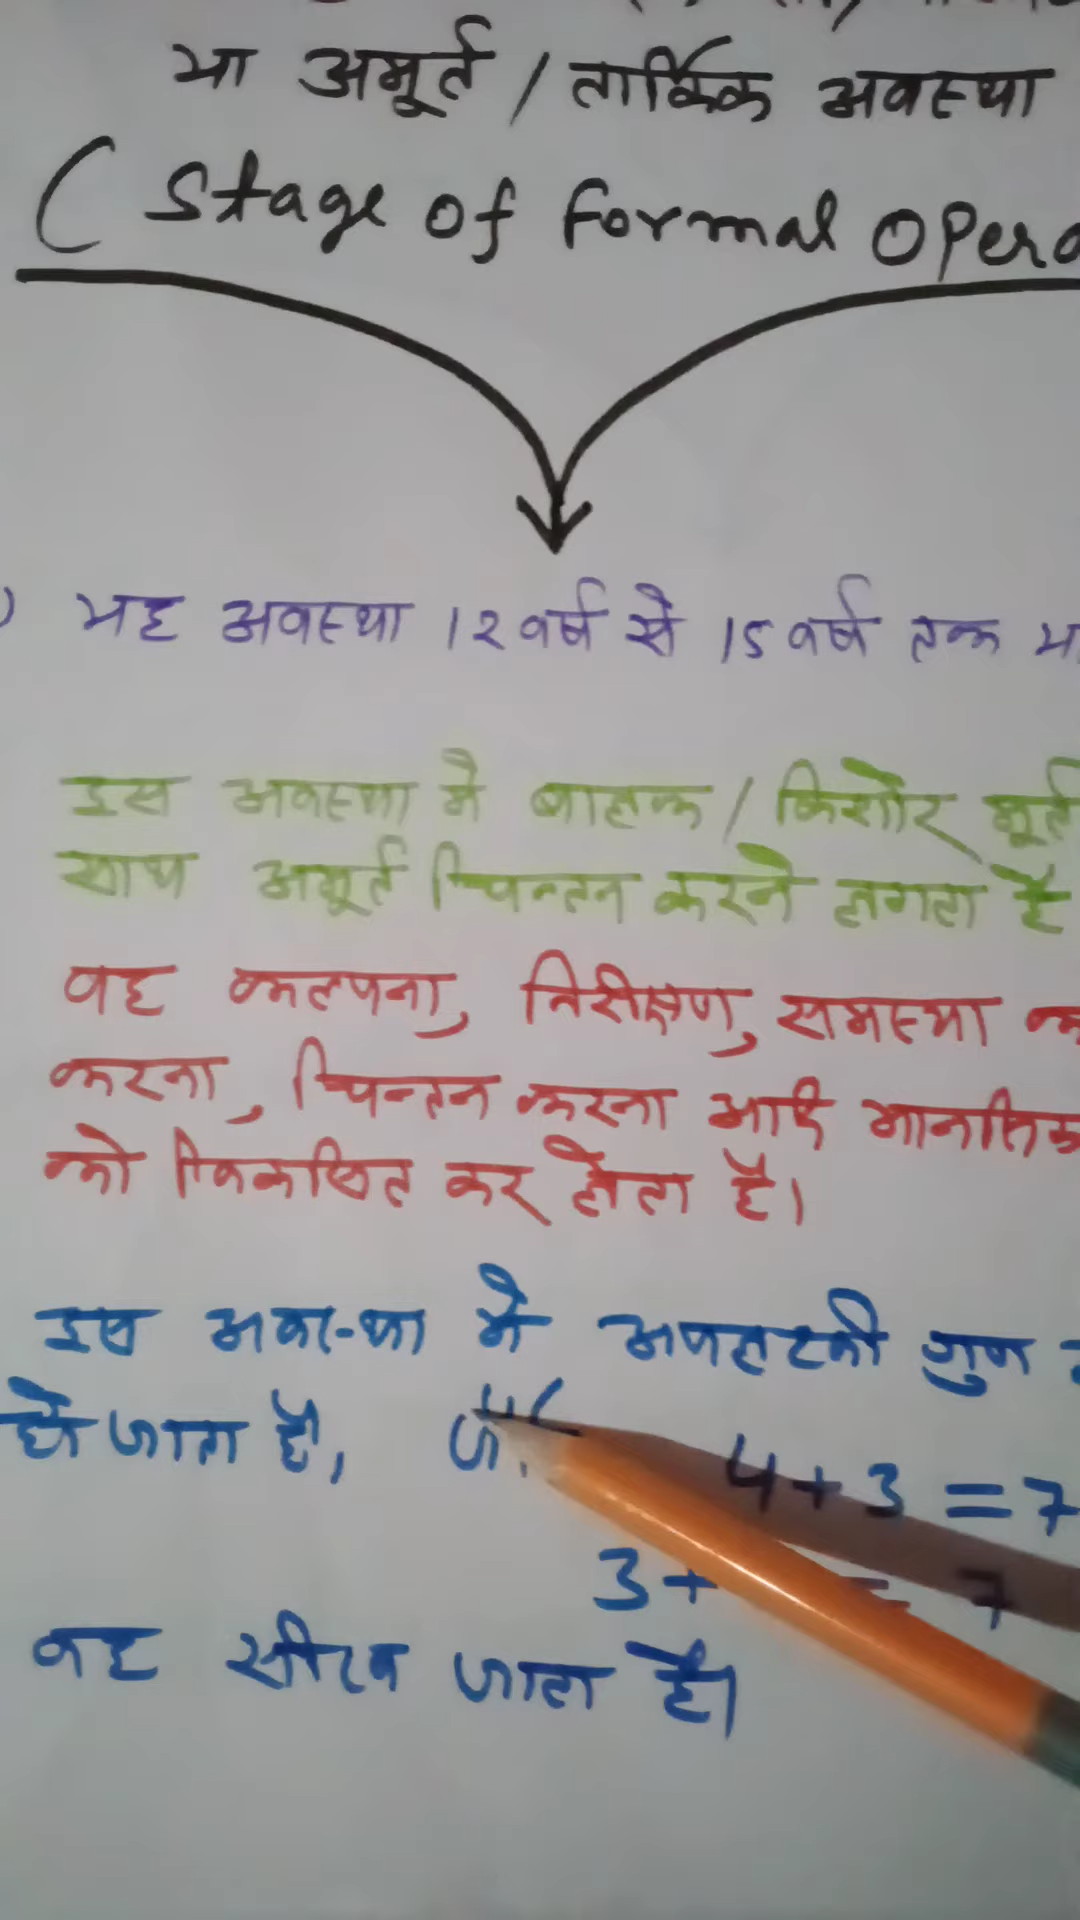 या अमूर्त / तार्किक अवस्था
( Stage of Formal Opera
यह अवस्था 12 वर्ष से 15 वर्ष तक मा
इस अवस्था मे बालक / किशोर मूर्त
साथ अमूर्त चिन्तन करने लगता है
वह कल्पना, निरीक्षण, समस्या
करना, चिन्तन करना आदि मानसिक
को विकसित कर लेता है।
इस अवस्था मे अपलटवी गुण
हो जाता है,
4+3 =7
3+ = 7
वह सीख जाता है।